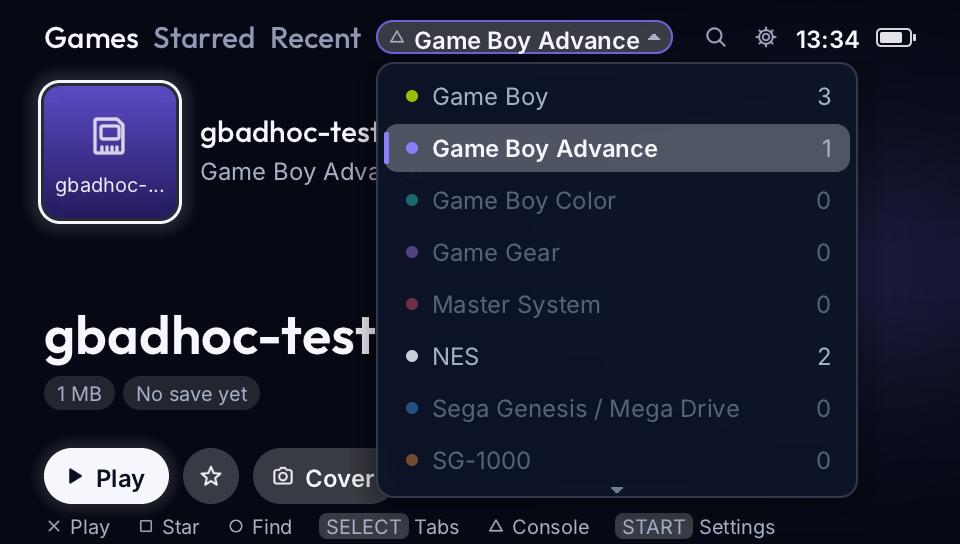 Games Starred Recent Game Boy Advance 13:34
Game Boy 3
Game Boy Advance 1
Game Boy Color 0
Game Gear 0
Master System 0
NES 2
Sega Genesis / Mega Drive 0
SG-1000 0
gbadhoc-...
gbadhoc-test
Game Boy Adva
gbadhoc-test
1 MB No save yet
Play Cover
Play Star Find SELECT Tabs Console START Settings